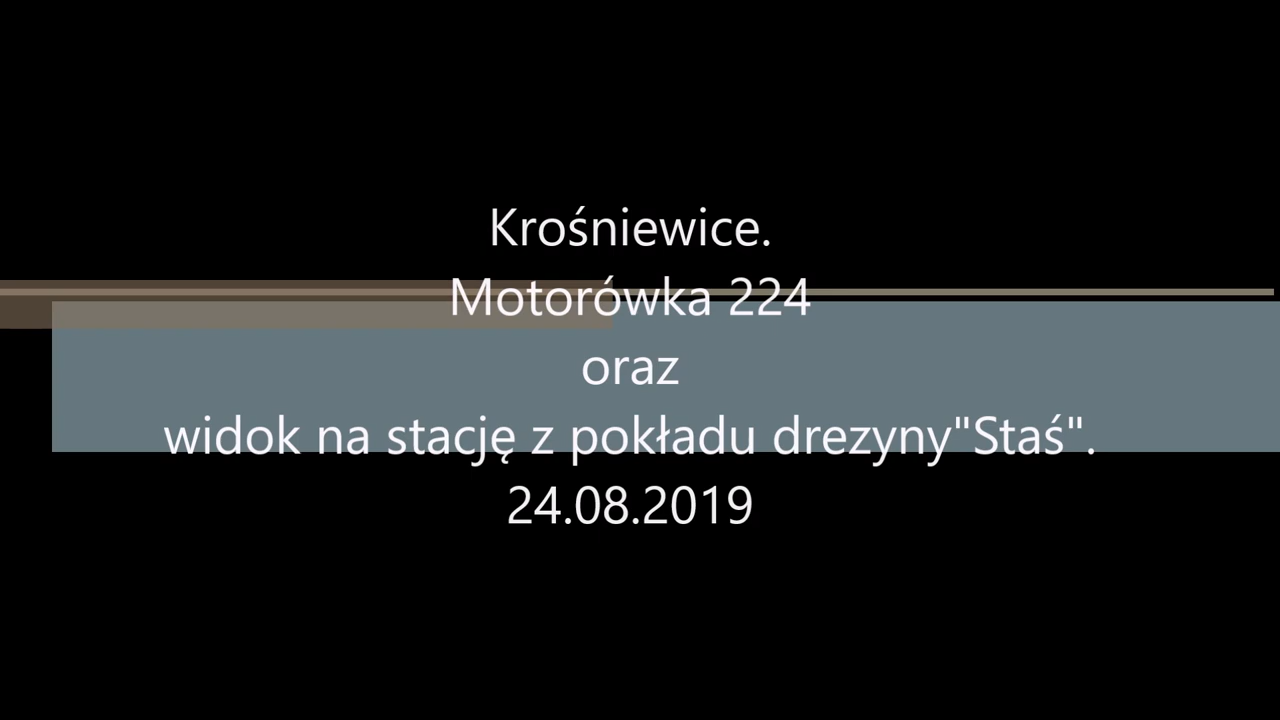 Krośniewice.
Motorówka 224
oraz
widok na stację z pokładu drezyny"Staś".
24.08.2019